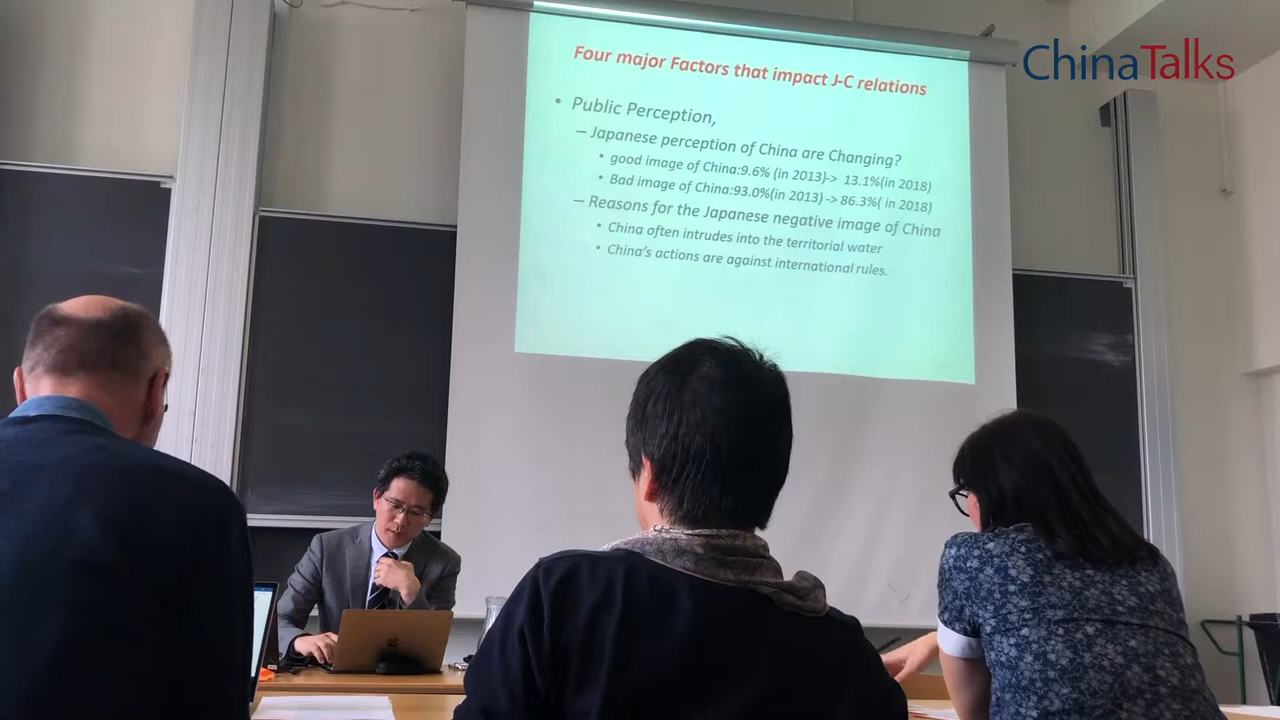 ChinaTalks
Four major Factors that impact J-C relations
• Public Perception,
– Japanese perception of China are Changing?
• good image of China:9.6% (in 2013)-> 13.1%(in 2018)
• Bad image of China:93.0%(in 2013) -> 86.3%( in 2018)
– Reasons for the Japanese negative image of China
• China often intrudes into the territorial water
• China's actions are against international rules.